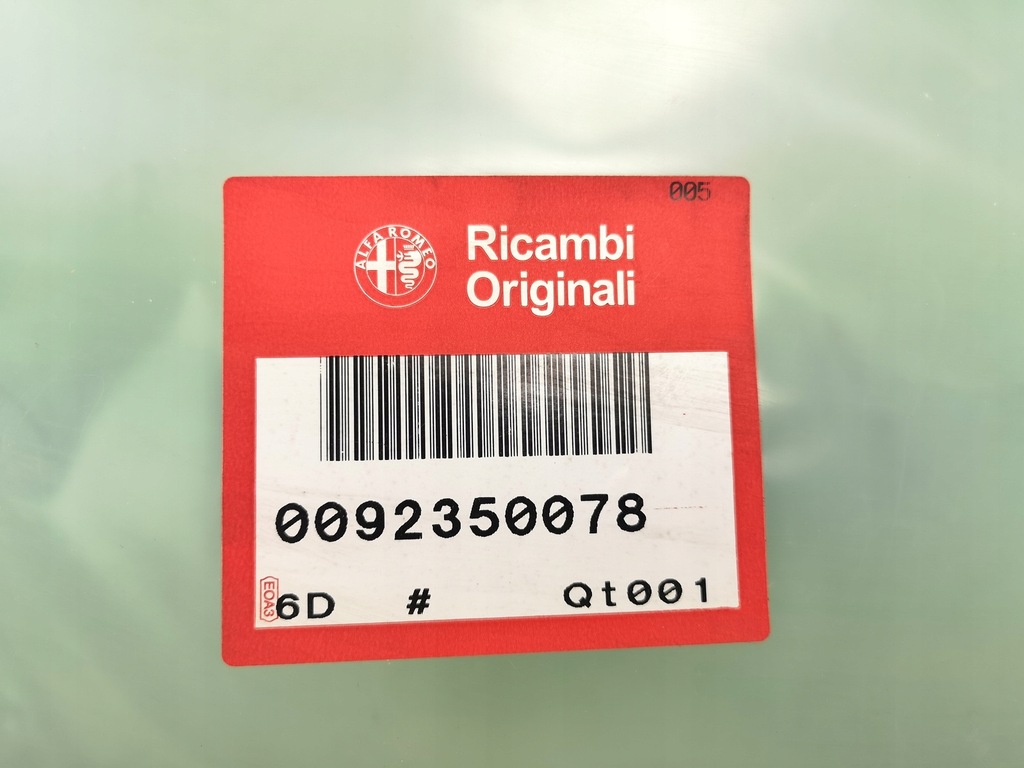 005
ALFA ROMEO
Ricambi
Originali
0092350078
EOA3
6D # Qt001